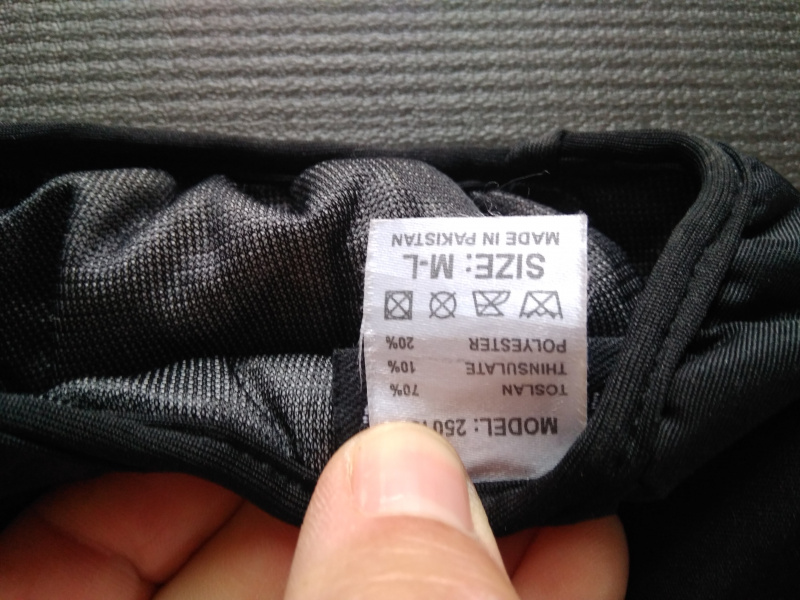 MODEL: 250
TOSLAN 70%
THINSULATE 10%
POLYESTER 20%
SIZE: M-L
MADE IN PAKISTAN